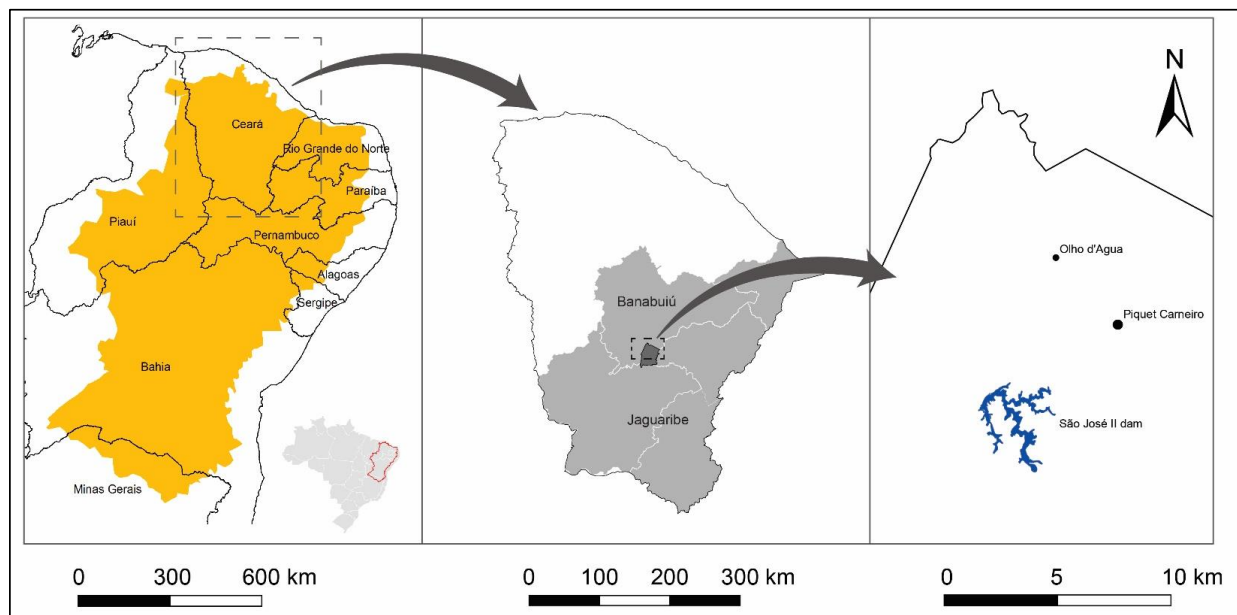 Ceará
Rio Grande do Norte
Paraíba
Piauí
Pernambuco
Alagoas
Sergipe
Bahia
Minas Gerais
Banabuiú
Jaguaribe
N
Olho d'Agua
Piquet Carneiro
São José II dam
0 300 600 km
0 100 200 300 km
0 5 10 km